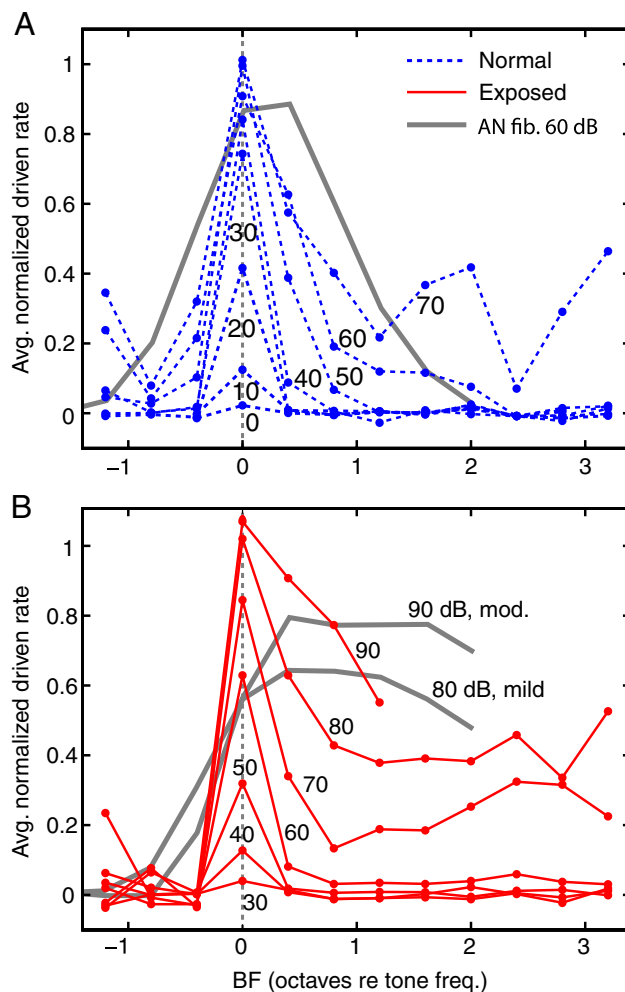 A
Avg. normalized driven rate
1
0.8
0.6
0.4
0.2
0
Normal
Exposed
AN fib. 60 dB
30
20
10
0
40
50
60
70
−1 0 1 2 3
B
Avg. normalized driven rate
1
0.8
0.6
0.4
0.2
0
90 dB, mod.
80 dB, mild
90
80
70
60
50
40
30
−1 0 1 2 3
BF (octaves re tone freq.)